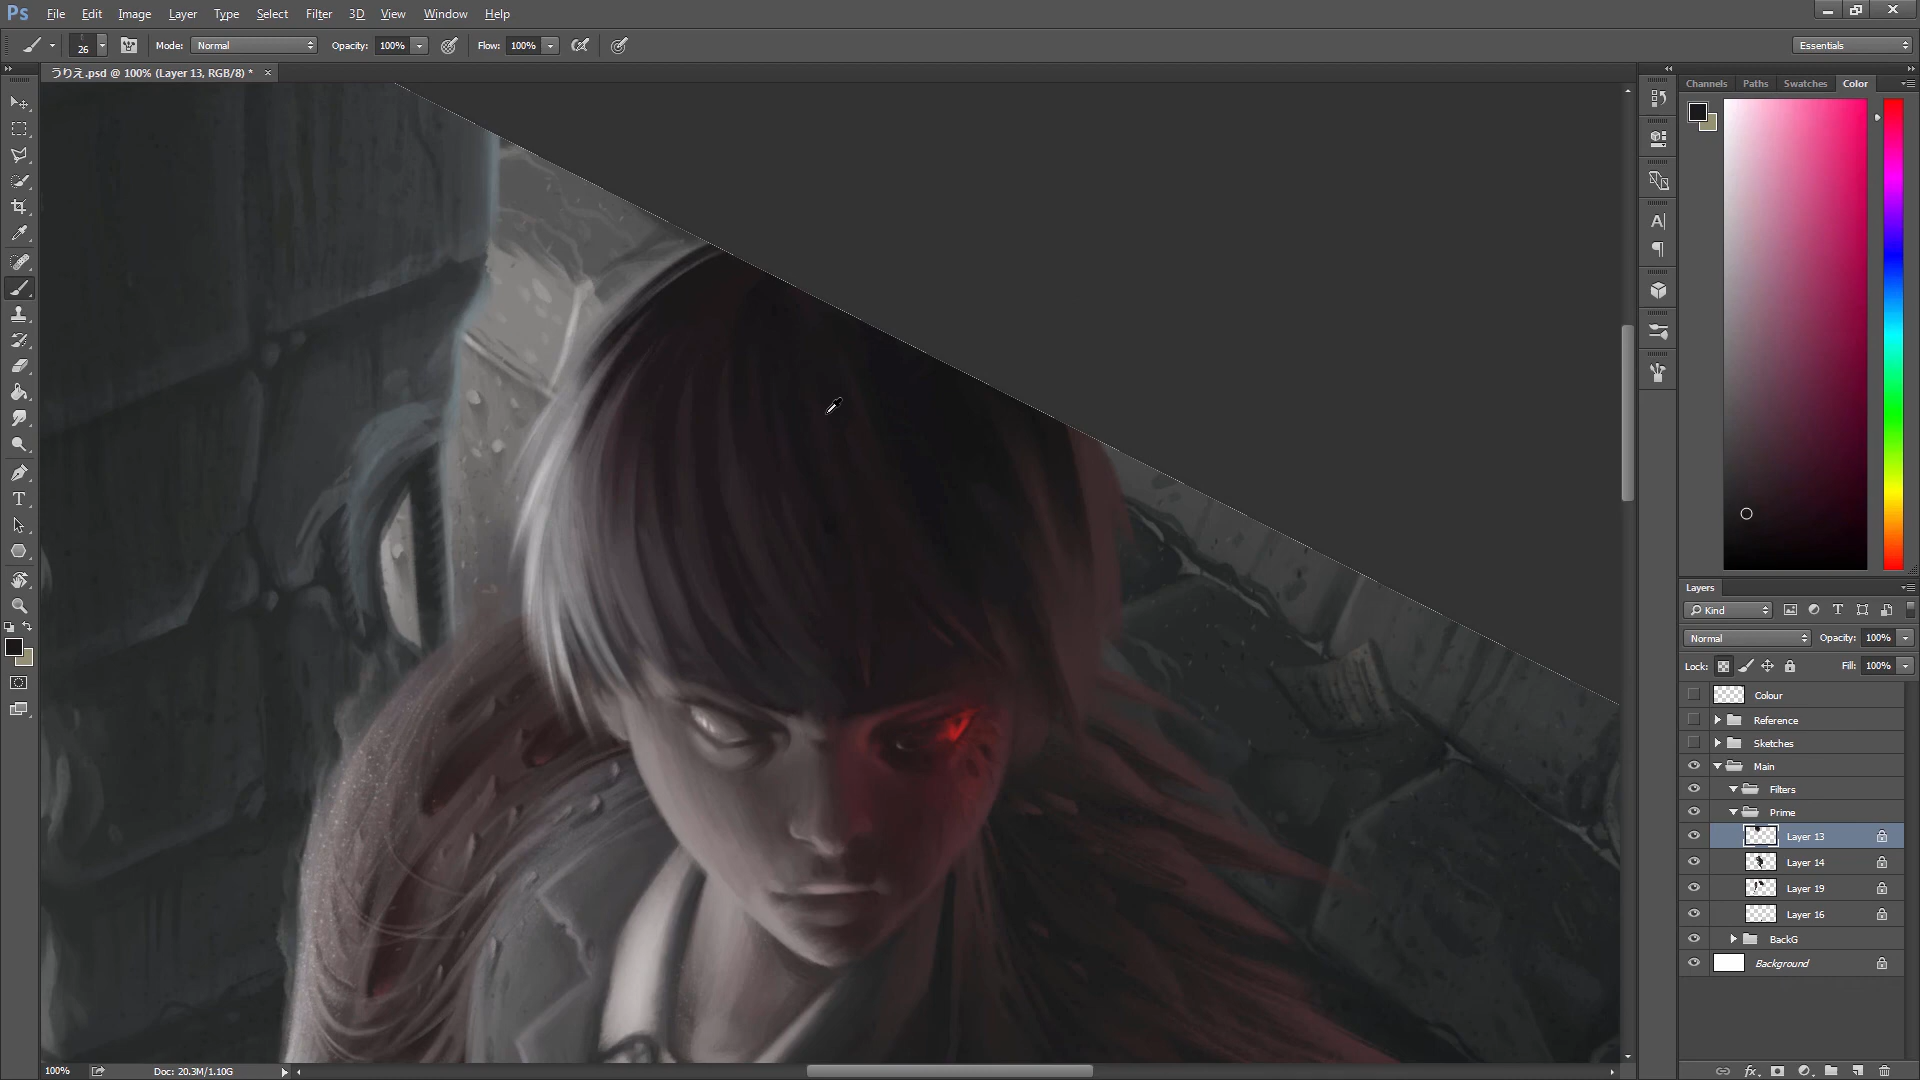 Ps File Edit Image Layer Type Select Filter 3D View Window Help
26 Mode: Normal Opacity: 100% Flow: 100% Essentials
うりえ.psd @ 100% (Layer 13, RGB/8) * ×
Channels Paths Swatches Color
Layers
Kind
Normal Opacity: 100%
Lock: Fill: 100%
Colour
Reference
Sketches
Main
Filters
Prime
Layer 13
Layer 14
Layer 19
Layer 16
BackG
Background
100% Doc: 20.3M/1.10G